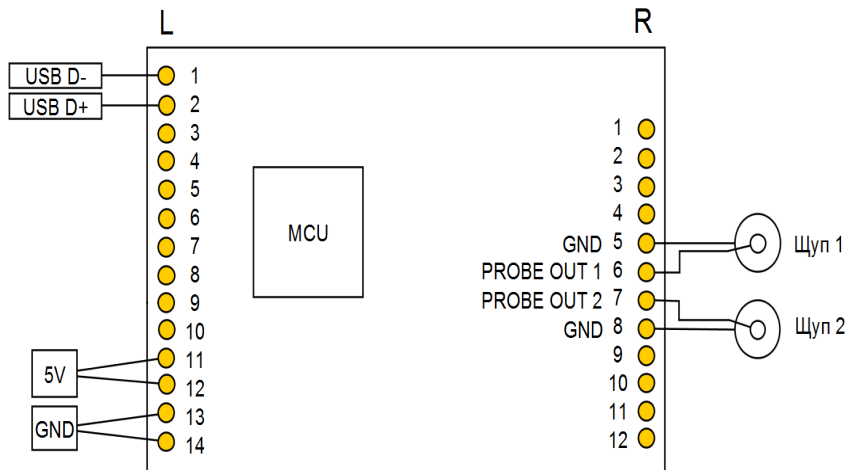 L
R
USB D-
USB D+
1
2
3
4
5
6
7
8
9
10
11
12
13
14
5V
GND
MCU
1
2
3
4
GND 5
PROBE OUT 1 6
PROBE OUT 2 7
GND 8
9
10
11
12
Щуп 1
Щуп 2